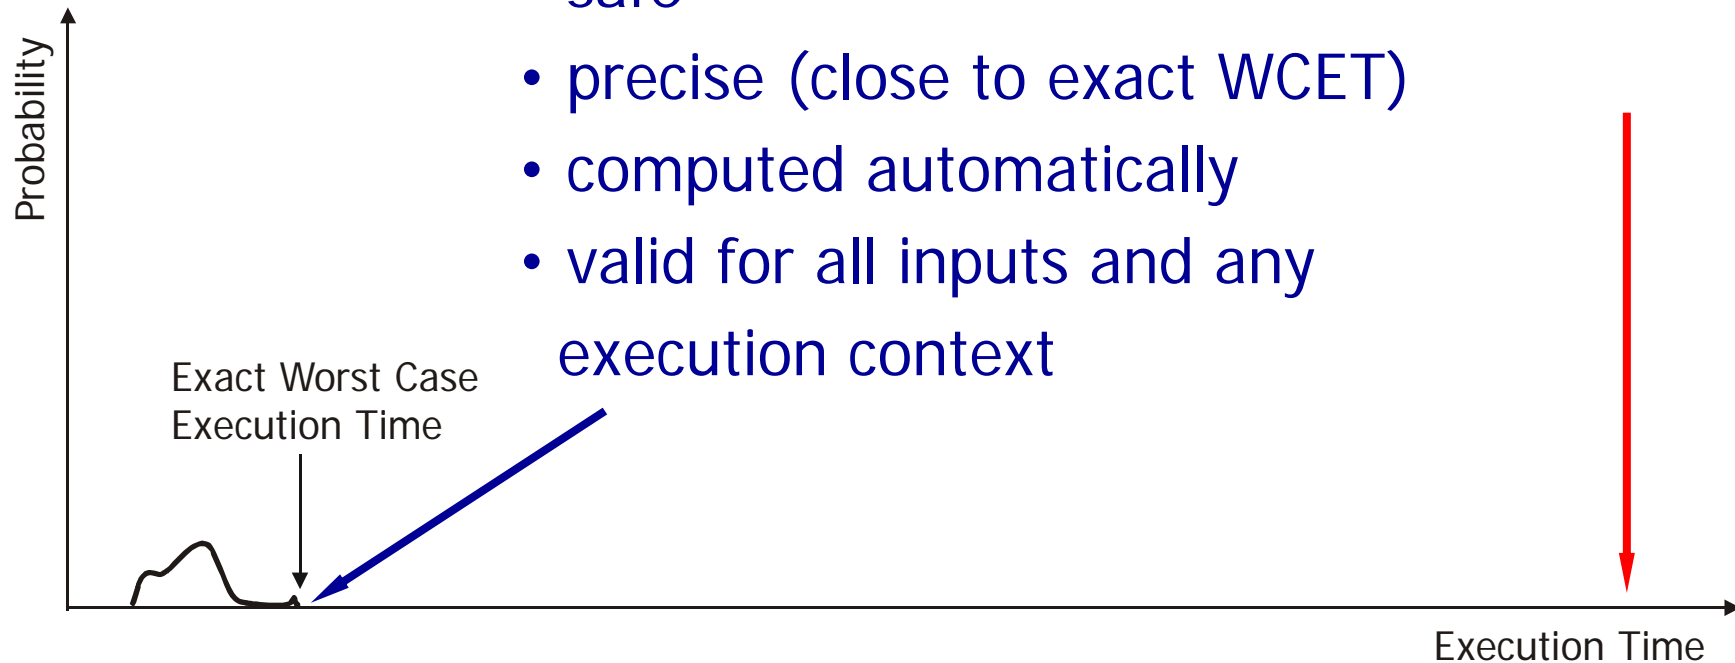 Probability
• precise (close to exact WCET)
• computed automatically
• valid for all inputs and any
execution context
Exact Worst Case
Execution Time
Execution Time